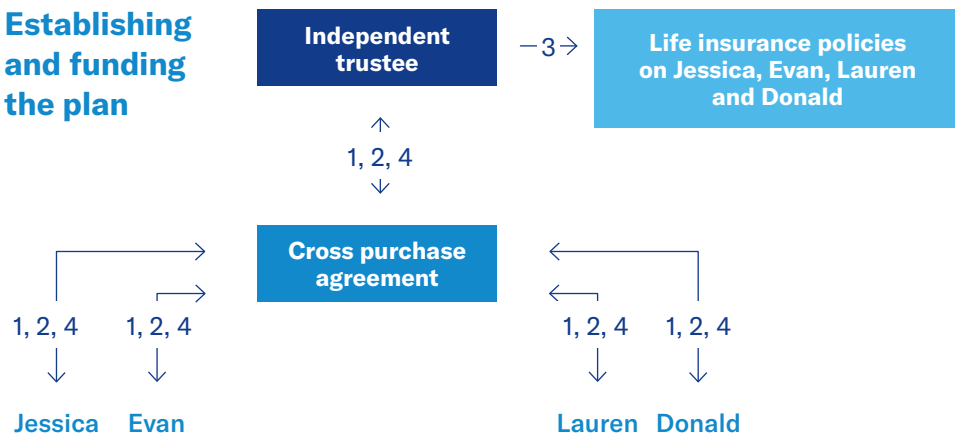 Establishing
and funding
the plan
Independent
trustee
3
Life insurance policies
on Jessica, Evan, Lauren
and Donald
1, 2, 4
Cross purchase
agreement
1, 2, 4
1, 2, 4
1, 2, 4
1, 2, 4
Jessica
Evan
Lauren
Donald